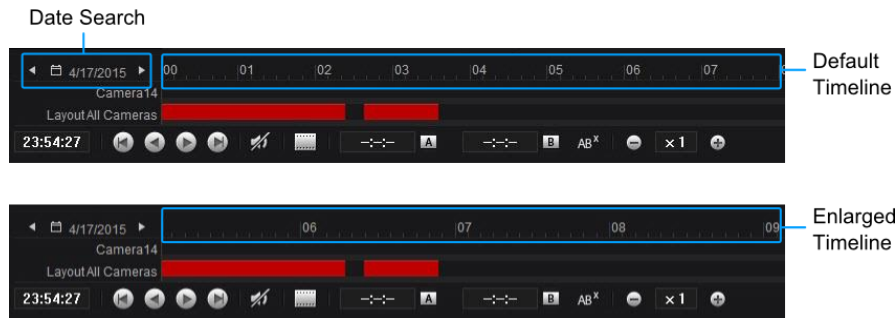 Date Search
4/17/2015 00 01 02 03 04 05 06 07
Default
Timeline
Camera14
Layout All Cameras
23:54:27 --:--:-- A --:--:-- B ABX × 1
4/17/2015 06 07 08 09
Enlarged
Timeline
Camera14
Layout All Cameras
23:54:27 --:--:-- A --:--:-- B ABX × 1